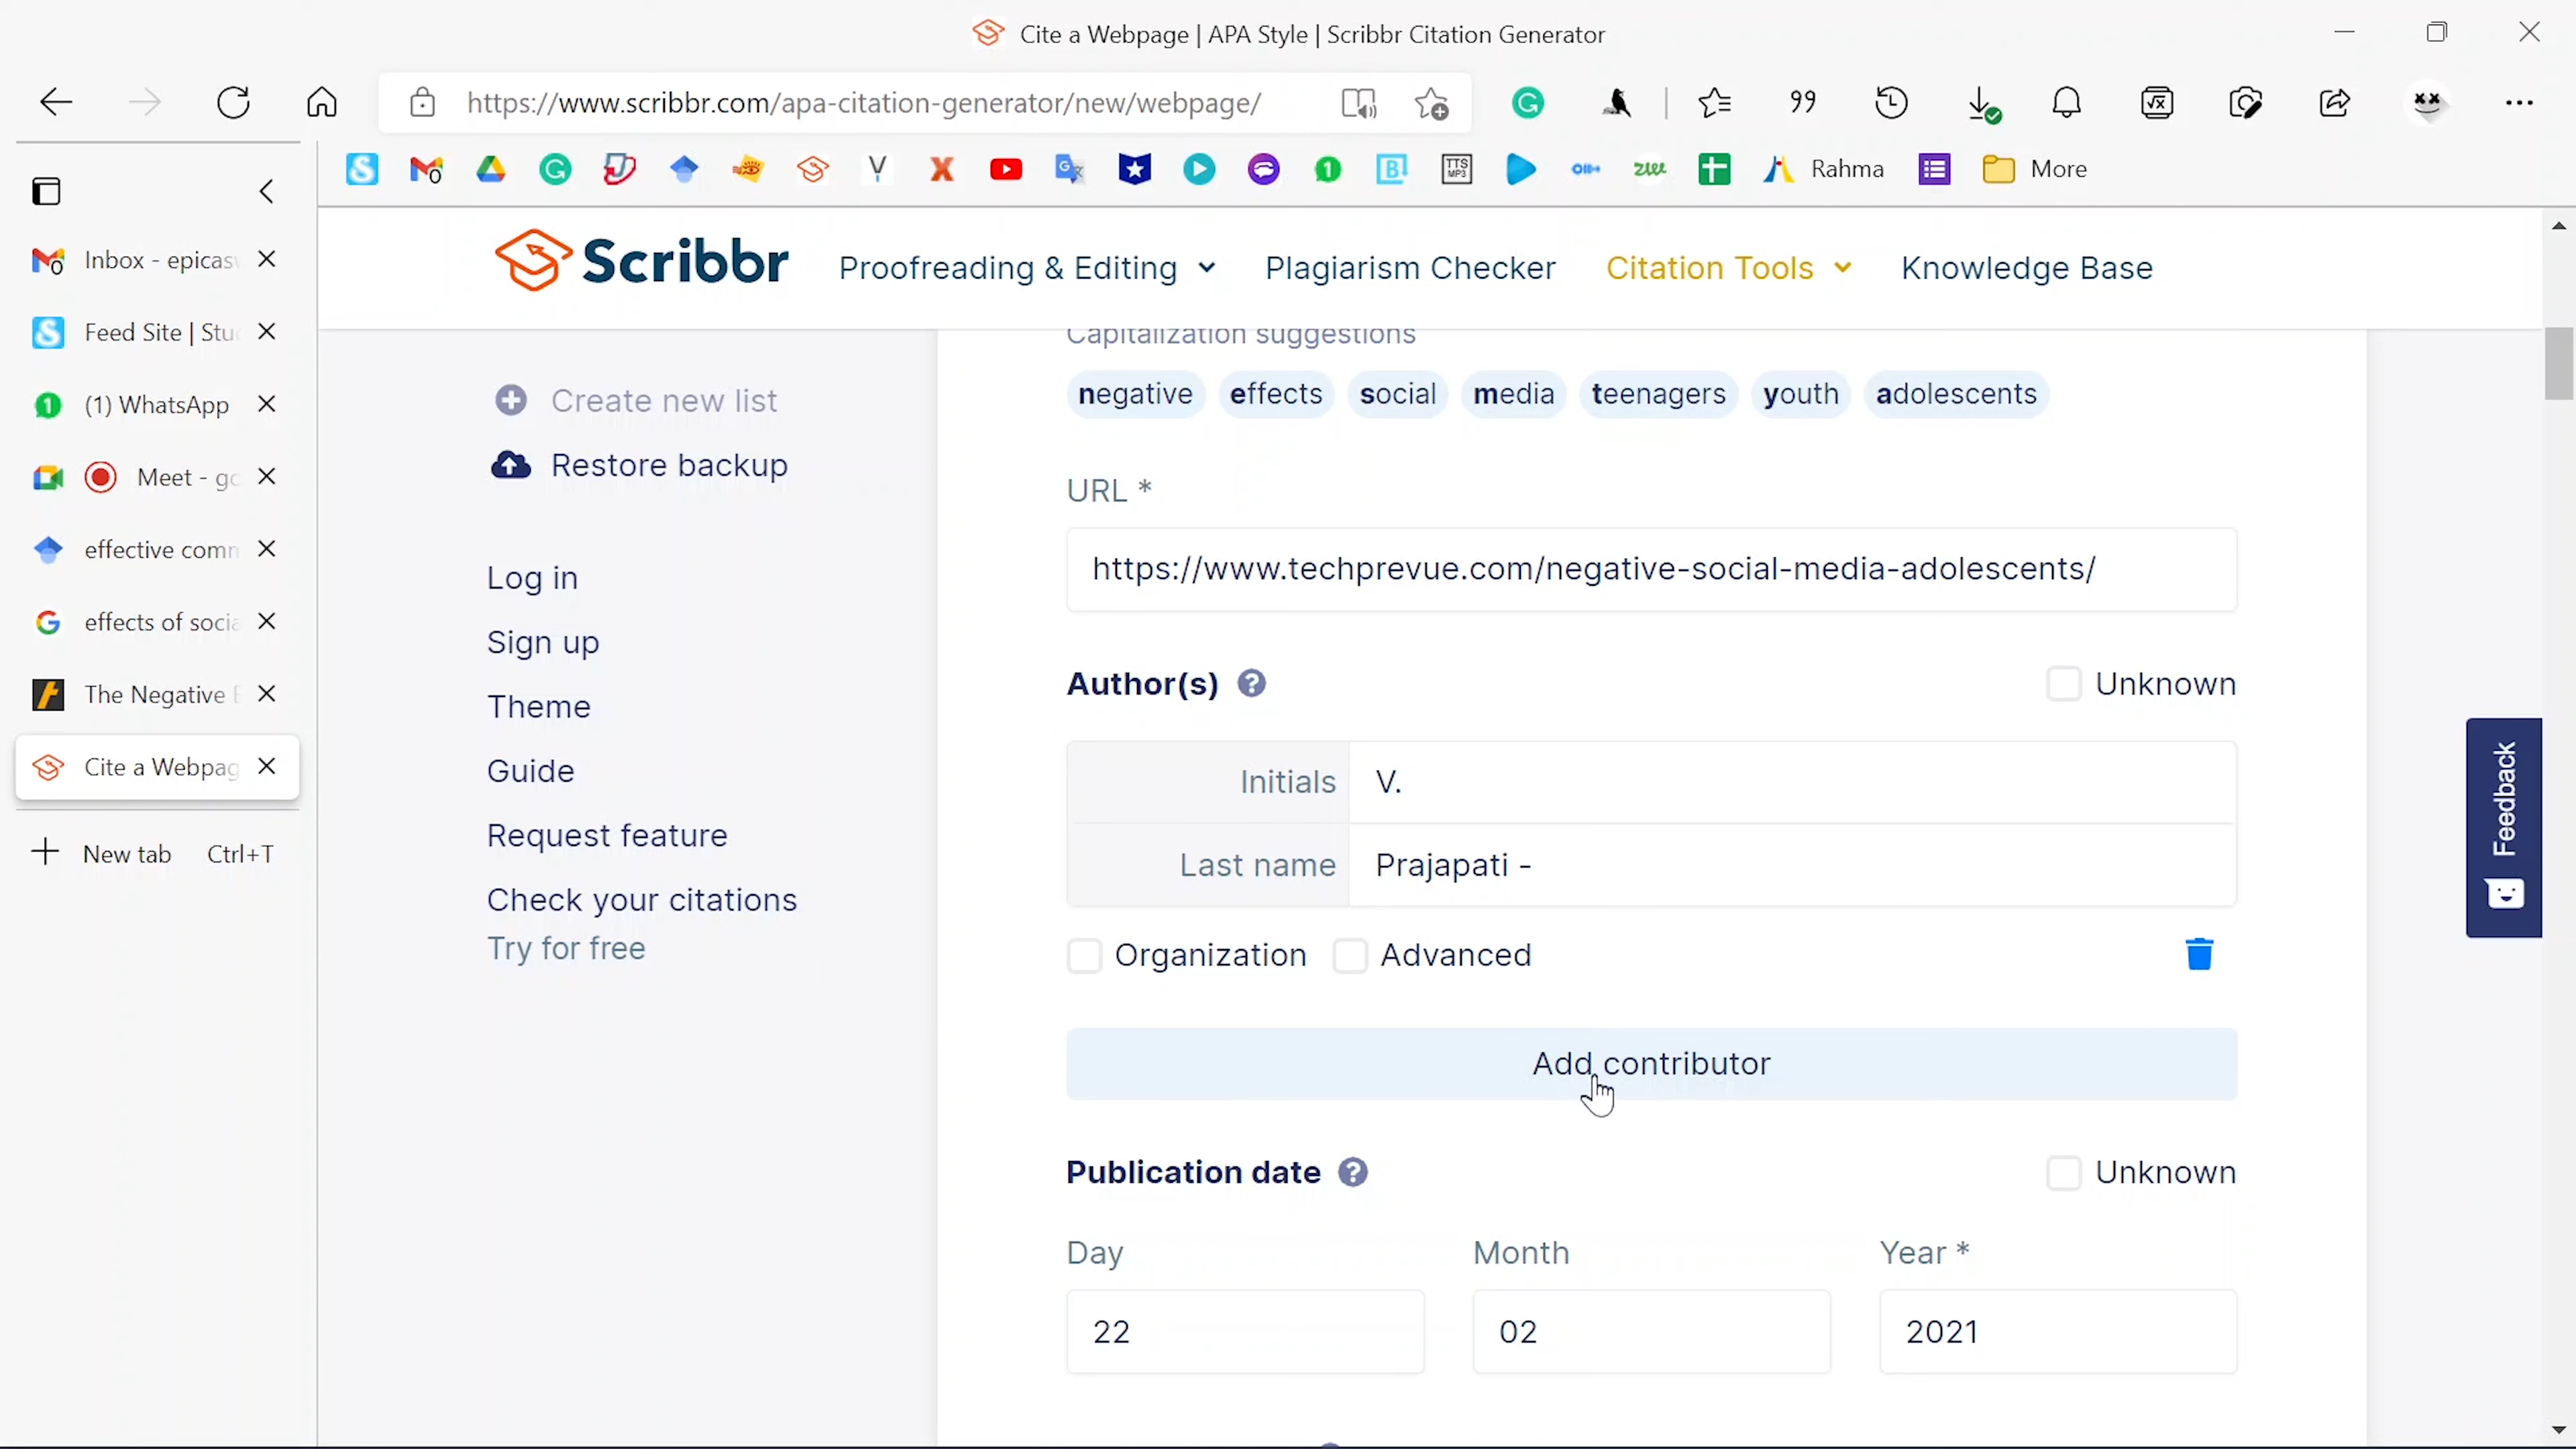 Cite a Webpage | APA Style | Scribbr Citation Generator
https://www.scribbr.com/apa-citation-generator/new/webpage/
Rahma
More
Inbox - epicas
Feed Site | Stu
(1) WhatsApp
Meet - go
effective comm
effects of socia
The Negative E
Cite a Webpag
New tab Ctrl+T
Scribbr
Proofreading & Editing
Plagiarism Checker
Citation Tools
Knowledge Base
Create new list
Restore backup
Log in
Sign up
Theme
Guide
Request feature
Check your citations
Try for free
Capitalization suggestions
negative effects social media teenagers youth adolescents
URL *
https://www.techprevue.com/negative-social-media-adolescents/
Author(s) ?
Unknown
Initials V.
Last name Prajapati -
Organization
Advanced
Add contributor
Publication date ?
Unknown
Day Month Year *
22 02 2021
Feedback